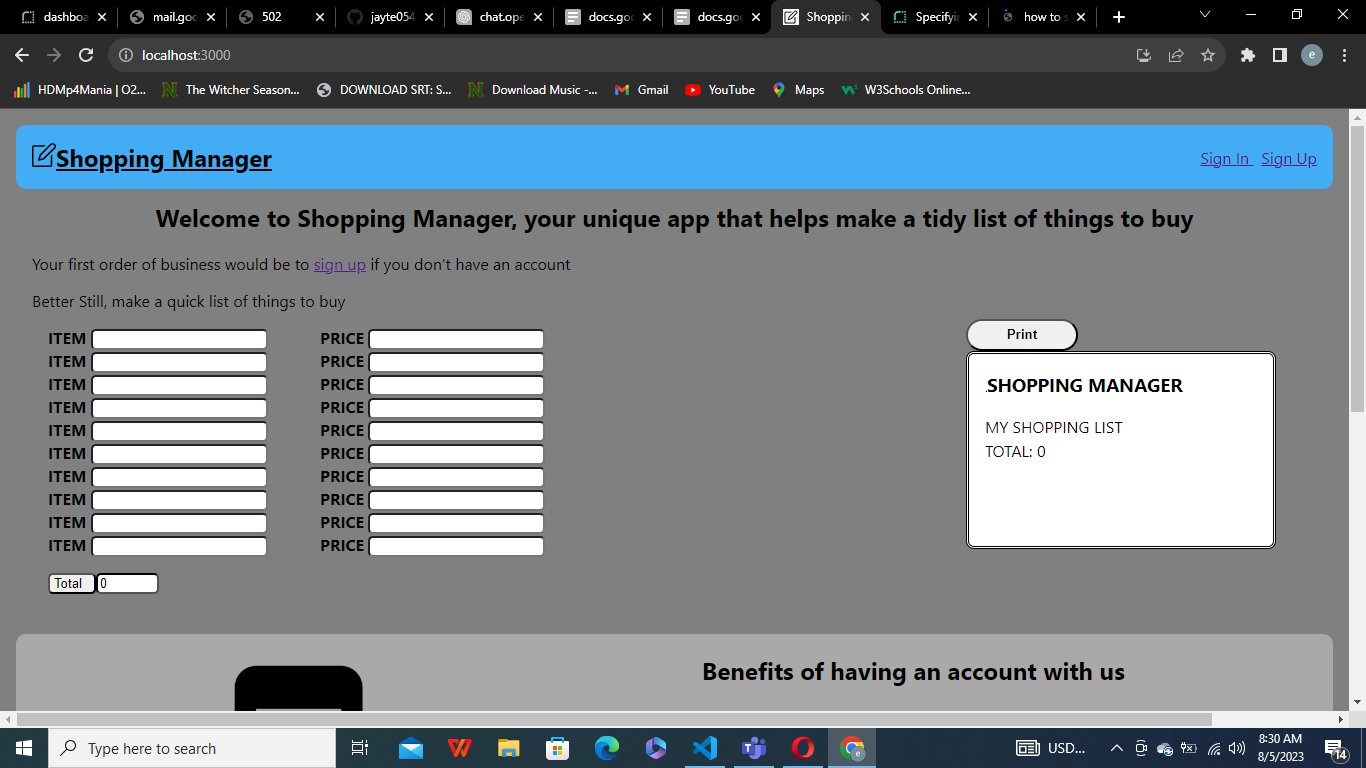 dashboa
mail.goo
502
jayte054
chat.ope
docs.goo
docs.goo
Shoppin
Specifyin
how to s
localhost:3000
e
HDMp4Mania | O2...
The Witcher Season...
DOWNLOAD SRT: S...
Download Music -...
Gmail
YouTube
Maps
W3Schools Online...
Shopping Manager
Sign In Sign Up
Welcome to Shopping Manager, your unique app that helps make a tidy list of things to buy
Your first order of business would be to sign up if you don't have an account
Better Still, make a quick list of things to buy
ITEM PRICE
ITEM PRICE
ITEM PRICE
ITEM PRICE
ITEM PRICE
ITEM PRICE
ITEM PRICE
ITEM PRICE
ITEM PRICE
ITEM PRICE
Total 0
Print
SHOPPING MANAGER
MY SHOPPING LIST
TOTAL: 0
Benefits of having an account with us
Type here to search
USD...
8:30 AM
8/5/2023
14